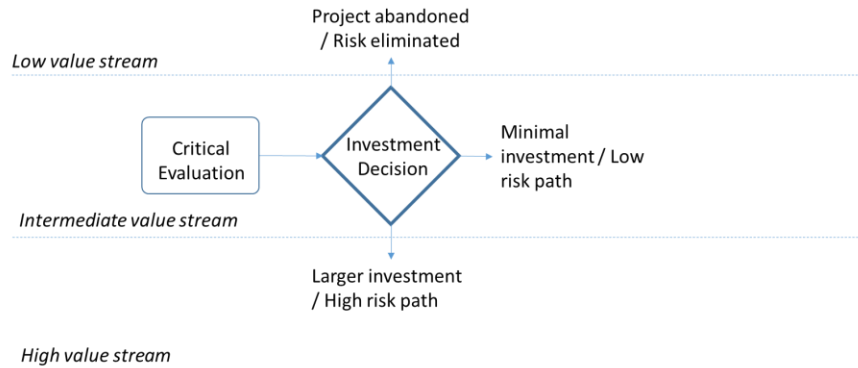 Project abandoned
/ Risk eliminated
Low value stream
Critical
Evaluation
Investment
Decision
Minimal
investment / Low
risk path
Intermediate value stream
Larger investment
/ High risk path
High value stream